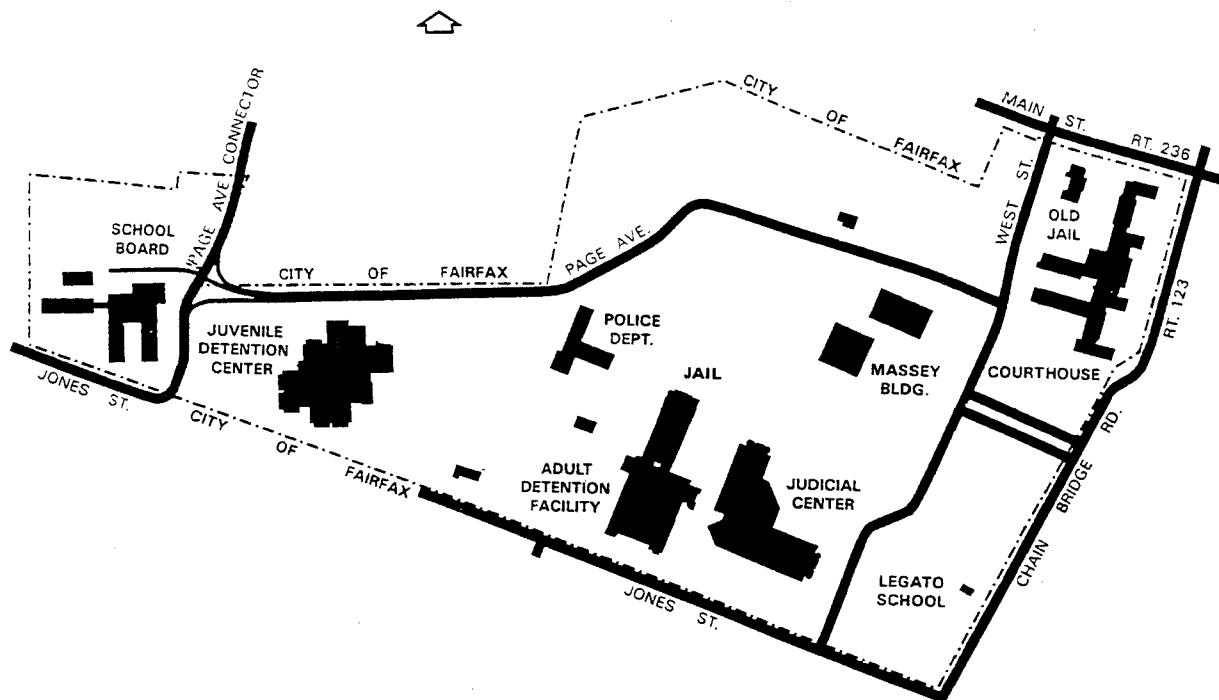 CITY OF FAIRFAX
MAIN ST. RT. 236
PAGE AVE CONNECTOR
WEST ST.
OLD
JAIL
SCHOOL
BOARD
PAGE AVE.
CITY OF FAIRFAX
RT. 123
JUVENILE
DETENTION
CENTER
POLICE
DEPT.
JAIL
MASSEY
BLDG.
COURTHOUSE
JONES ST.
CITY OF FAIRFAX
ADULT
DETENTION
FACILITY
JUDICIAL
CENTER
CHAIN BRIDGE RD.
LEGATO
SCHOOL
JONES ST.